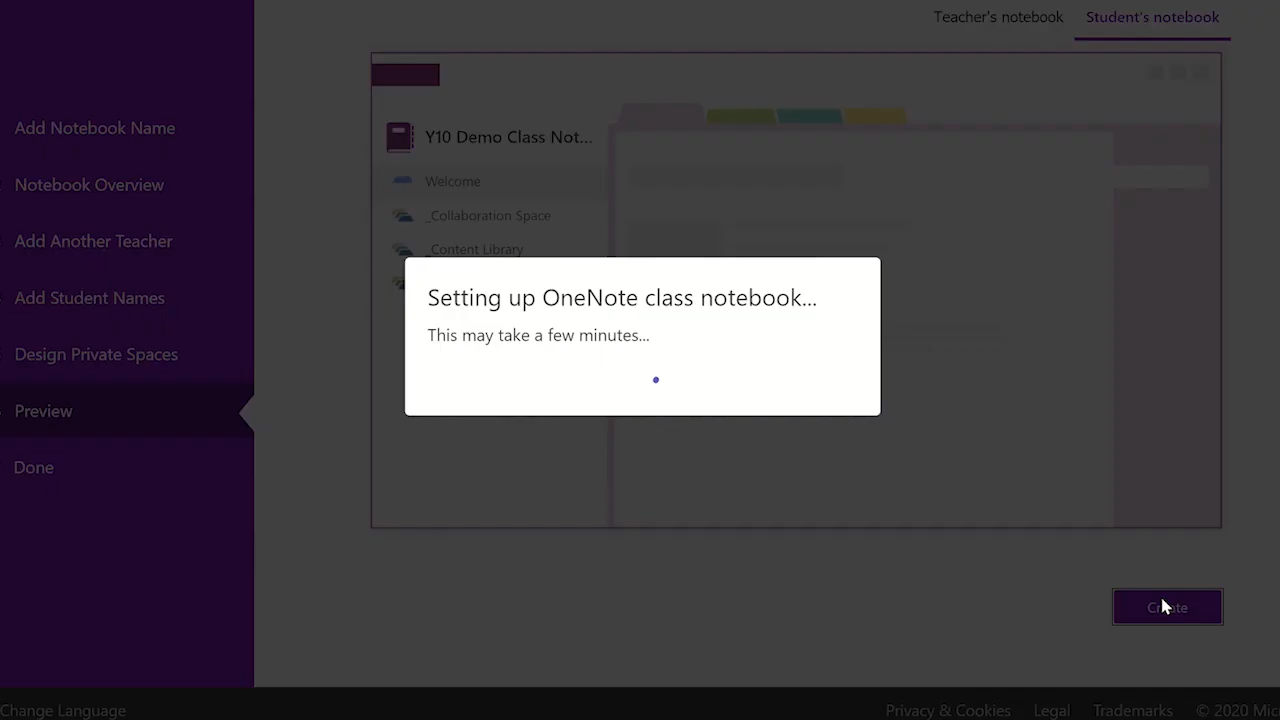 Teacher's notebook
Student's notebook
Add Notebook Name
Notebook Overview
Add Another Teacher
Add Student Names
Design Private Spaces
Preview
Done
Y10 Demo Class Not...
Welcome
_Collaboration Space
_Content Library
Setting up OneNote class notebook...
This may take a few minutes...
Create
Change Language
Privacy & Cookies
Legal
Trademarks
© 2020 Mic